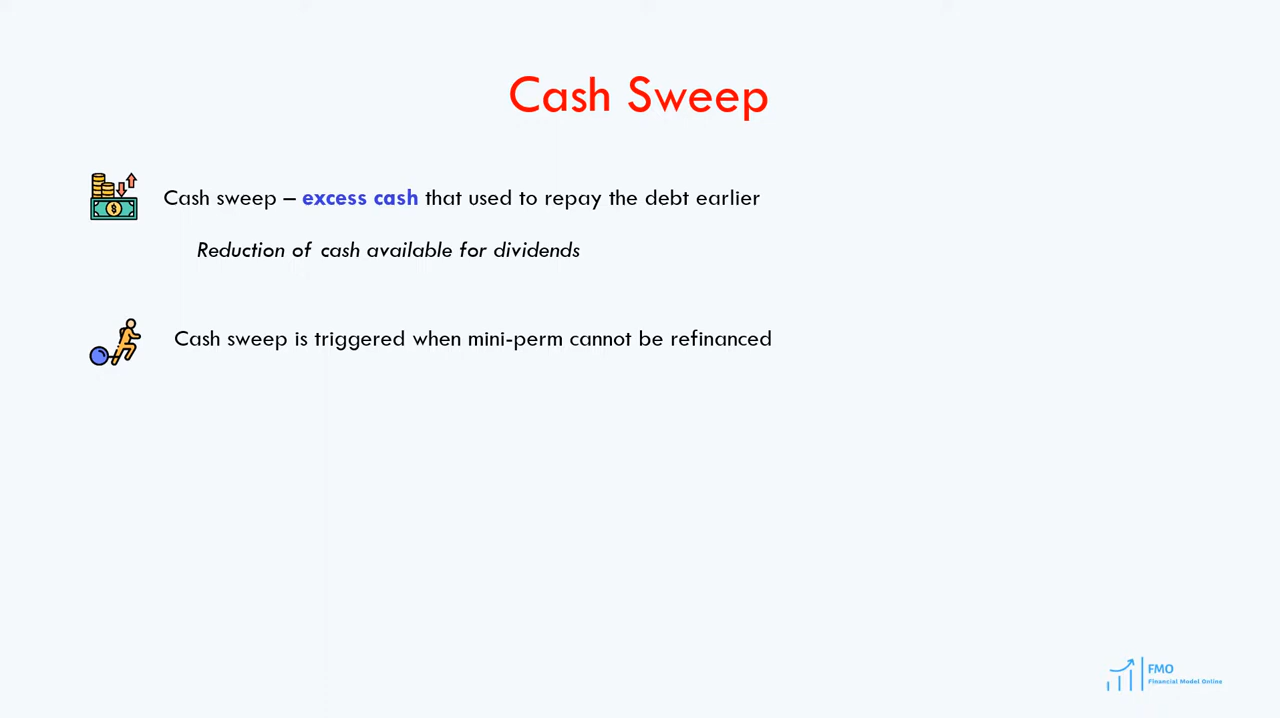 Cash Sweep
Cash sweep – excess cash that used to repay the debt earlier
Reduction of cash available for dividends
Cash sweep is triggered when mini-perm cannot be refinanced
FMO
Financial Model Online